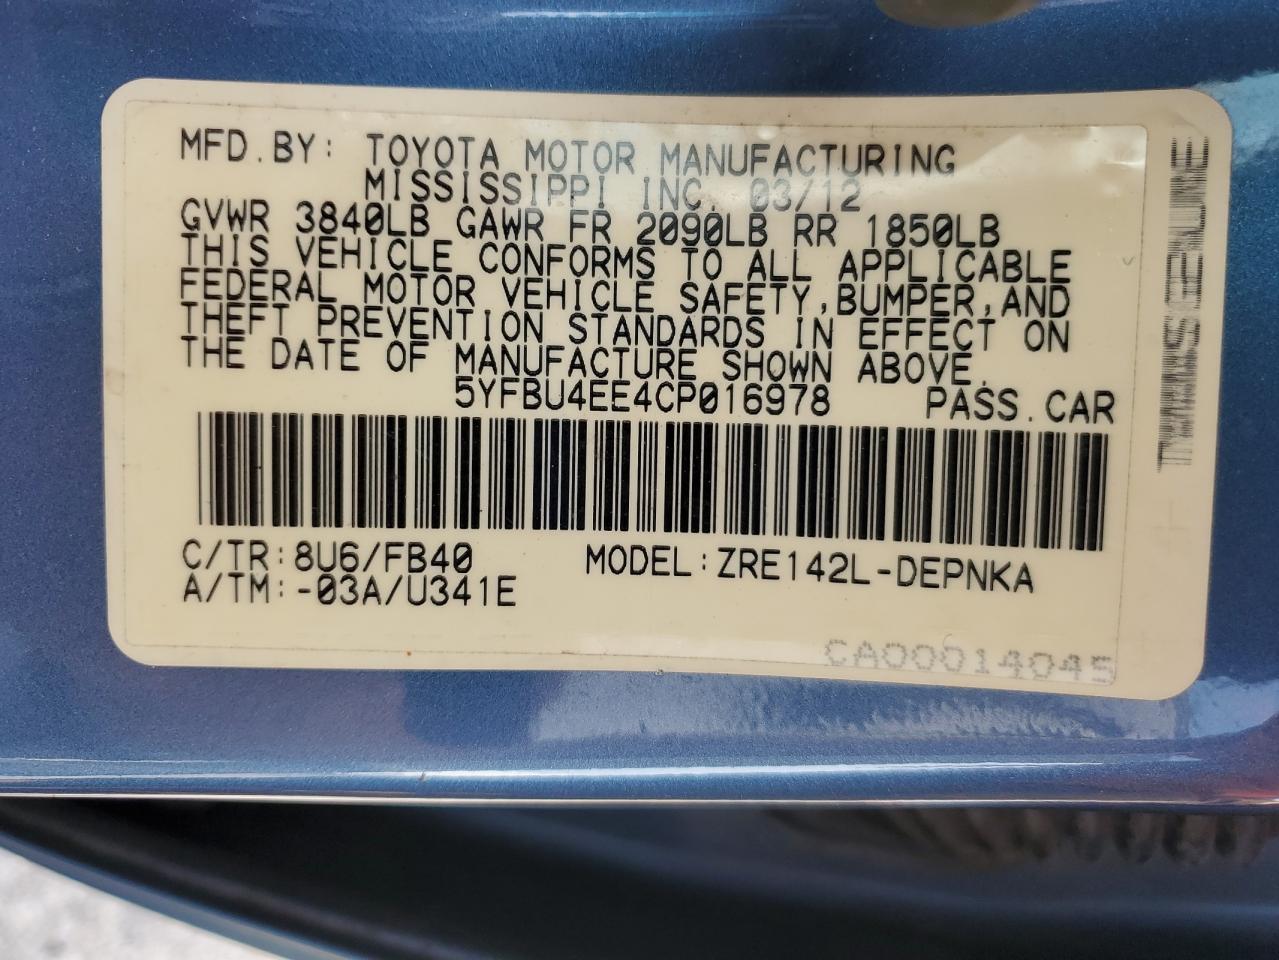 MFD.BY: TOYOTA MOTOR MANUFACTURING
MISSISSIPPI INC. 03/12
GVWR 3840LB GAWR FR 2090LB RR 1850LB
THIS VEHICLE CONFORMS TO ALL APPLICABLE
FEDERAL MOTOR VEHICLE SAFETY,BUMPER,AND
THEFT PREVENTION STANDARDS IN EFFECT ON
THE DATE OF MANUFACTURE SHOWN ABOVE.
5YFBU4EE4CP016978 PASS.CAR
C/TR:8U6/FB40 MODEL:ZRE142L-DEPNKA
A/TM:-03A/U341E
CA00014045